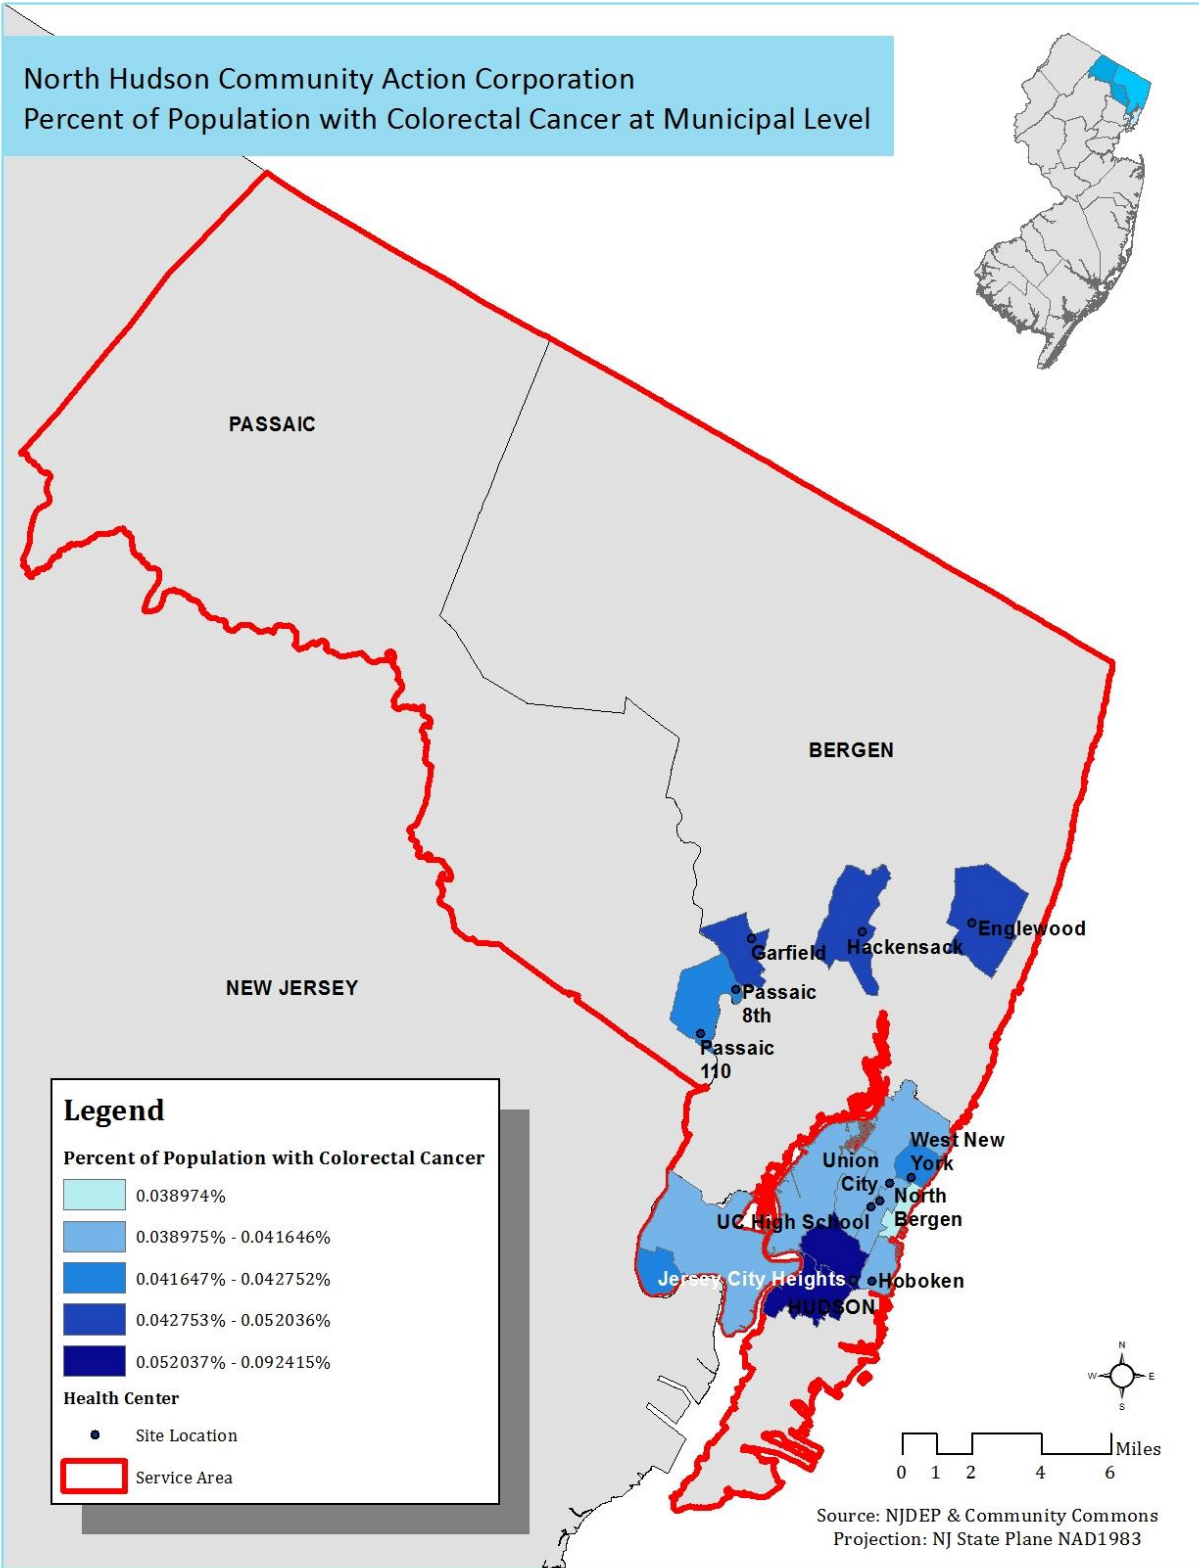 North Hudson Community Action Corporation
Percent of Population with Colorectal Cancer at Municipal Level
PASSAIC
BERGEN
Englewood
Hackensack
Garfield
NEW JERSEY
Passaic
8th
Passaic
110
West New
York
Union
City
North
Bergen
UC High School
Jersey City Heights
Hoboken
HUDSON
Legend
Percent of Population with Colorectal Cancer
0.038974%
0.038975% - 0.041646%
0.041647% - 0.042752%
0.042753% - 0.052036%
0.052037% - 0.092415%
Health Center
Site Location
Service Area
N
W E
S
Miles
0 1 2 4 6
Source: NJDEP & Community Commons
Projection: NJ State Plane NAD1983